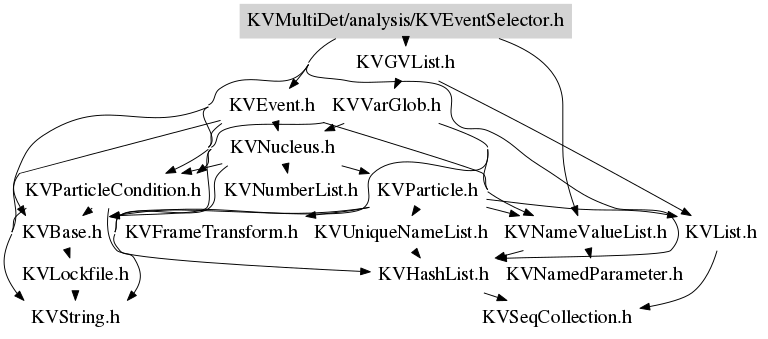 KVMultiDet/analysis/KVEventSelector.h
KVGVList.h
KVEvent.h
KVVarGlob.h
KVNucleus.h
KVParticleCondition.h
KVNumberList.h
KVParticle.h
KVBase.h
KVFrameTransform.h
KVUniqueNameList.h
KVNameValueList.h
KVList.h
KVLockfile.h
KVHashList.h
KVNamedParameter.h
KVString.h
KVSeqCollection.h